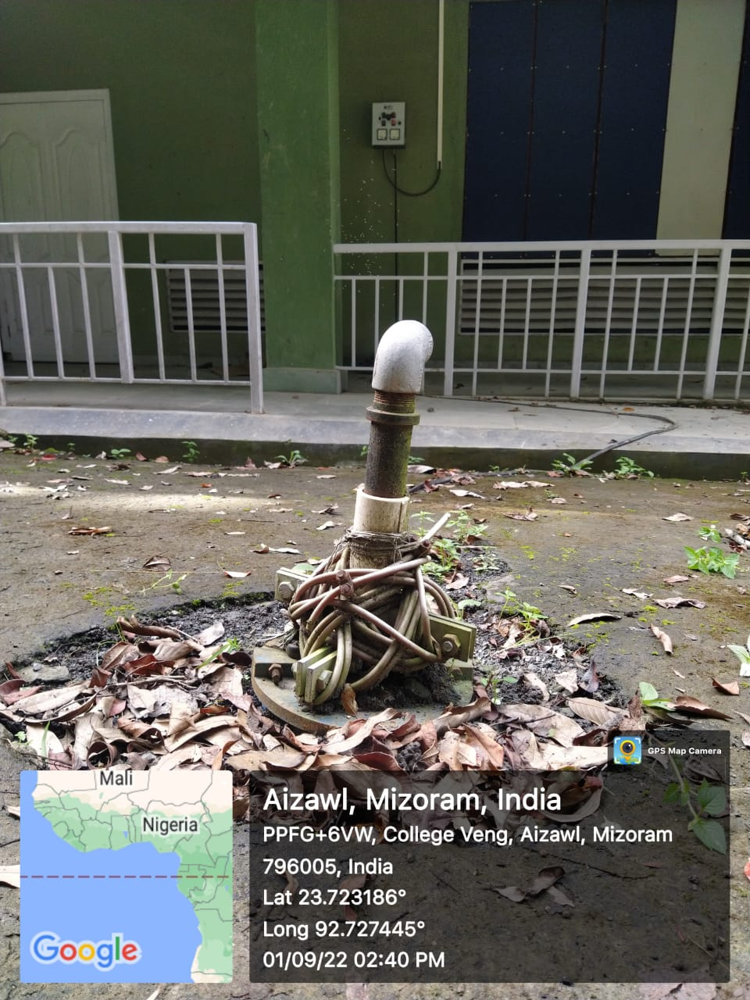 GPS Map Camera
Mali
Nigeria
Google
Aizawl, Mizoram, India
PPFG+6VW, College Veng, Aizawl, Mizoram
796005, India
Lat 23.723186°
Long 92.727445°
01/09/22 02:40 PM